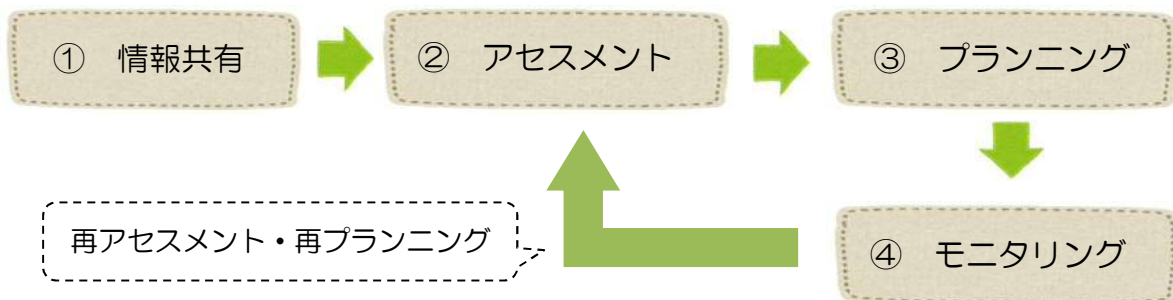 ① 情報共有
② アセスメント
③ プランニング
再アセスメント・再プランニング
④ モニタリング